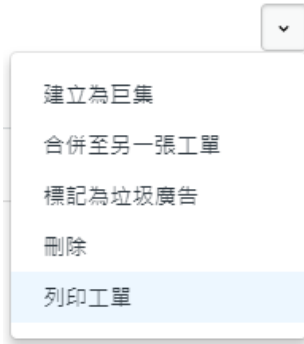 建立為巨集
合併至另一張工單
標記為垃圾廣告
刪除
列印工單